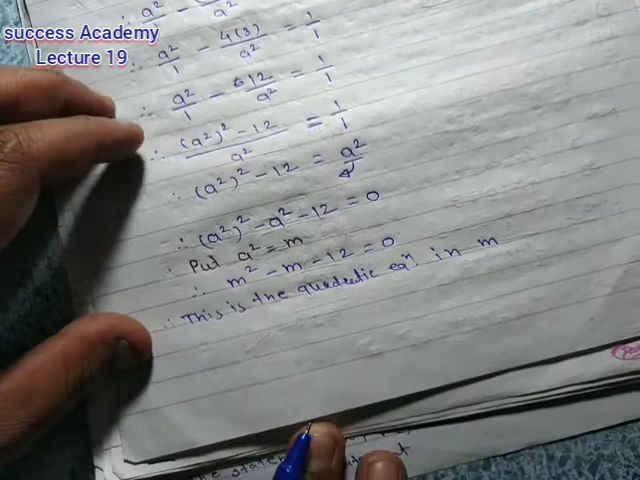 success Academy
Lecture 19
∴ a²/1 - 4(3)/a² = 1/1
∴ a²/1 - 12/a² = 1/1
∴ (a²)² - 12/a² = 1/1
∴ (a²)² - 12 = a²
∴ (a²)² - a² - 12 = 0
∴ Put a² = m
∴ m² - m - 12 = 0
∴ This is the quadratic eqⁿ. in m